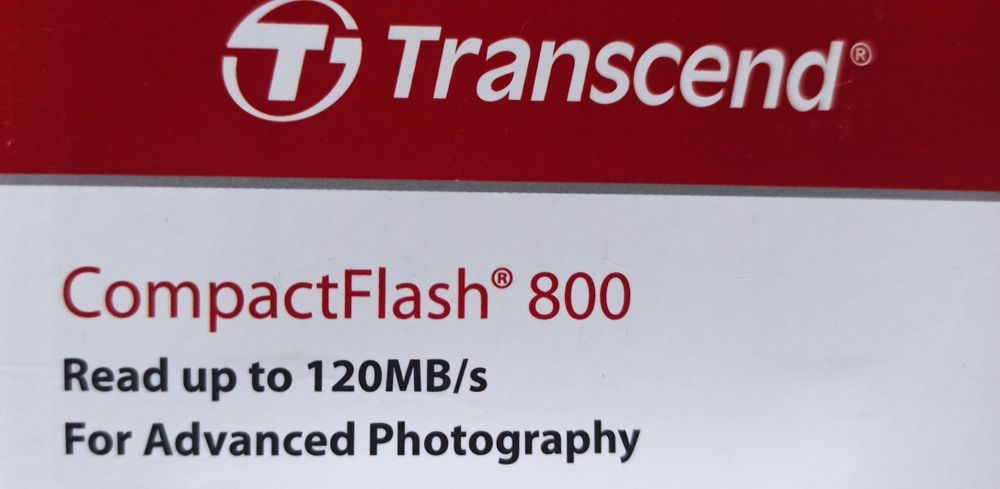 Transcend®
CompactFlash® 800
Read up to 120MB/s
For Advanced Photography